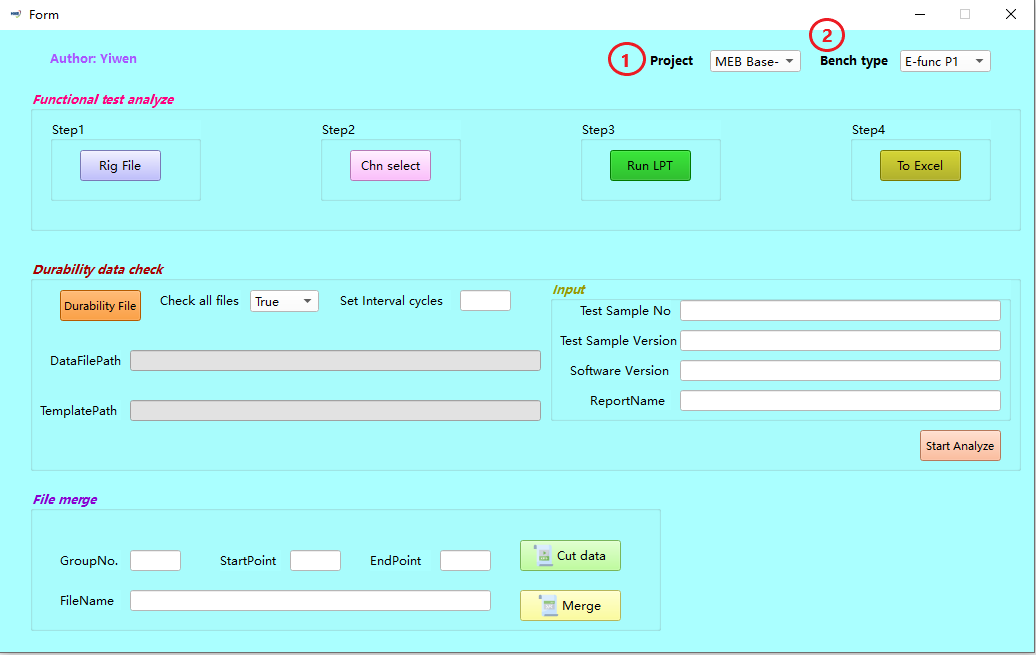 Form
Author: Yiwen
1 Project MEB Base- 2 Bench type E-func P1
Functional test analyze
Step1 Step2 Step3 Step4
Rig File Chn select Run LPT To Excel
Durability data check
Durability File Check all files True Set Interval cycles
Input
Test Sample No
Test Sample Version
Software Version
ReportName
DataFilePath
TemplatePath
Start Analyze
File merge
GroupNo. StartPoint EndPoint Cut data
FileName Merge